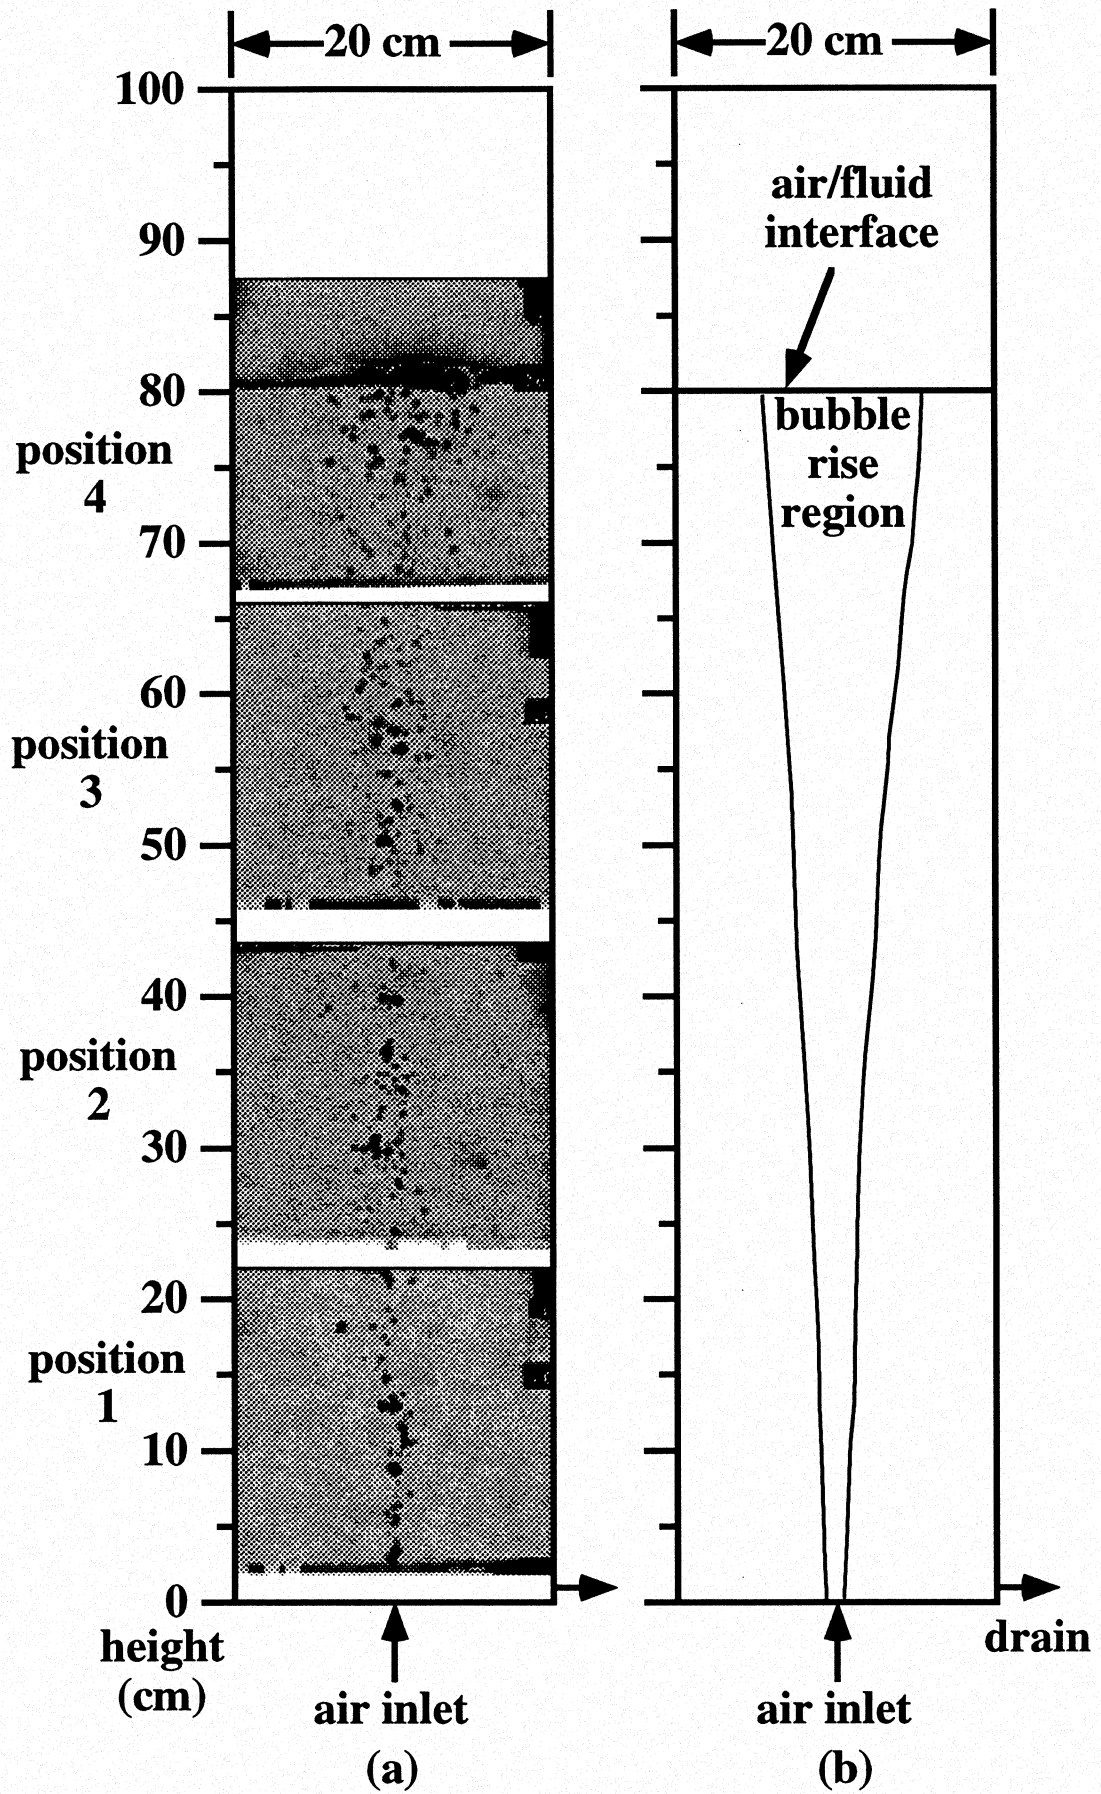 20 cm
20 cm
100
90
80
70
60
50
40
30
20
10
0
height
(cm)
position
4
position
3
position
2
position
1
air inlet
(a)
air/fluid
interface
bubble
rise
region
drain
air inlet
(b)